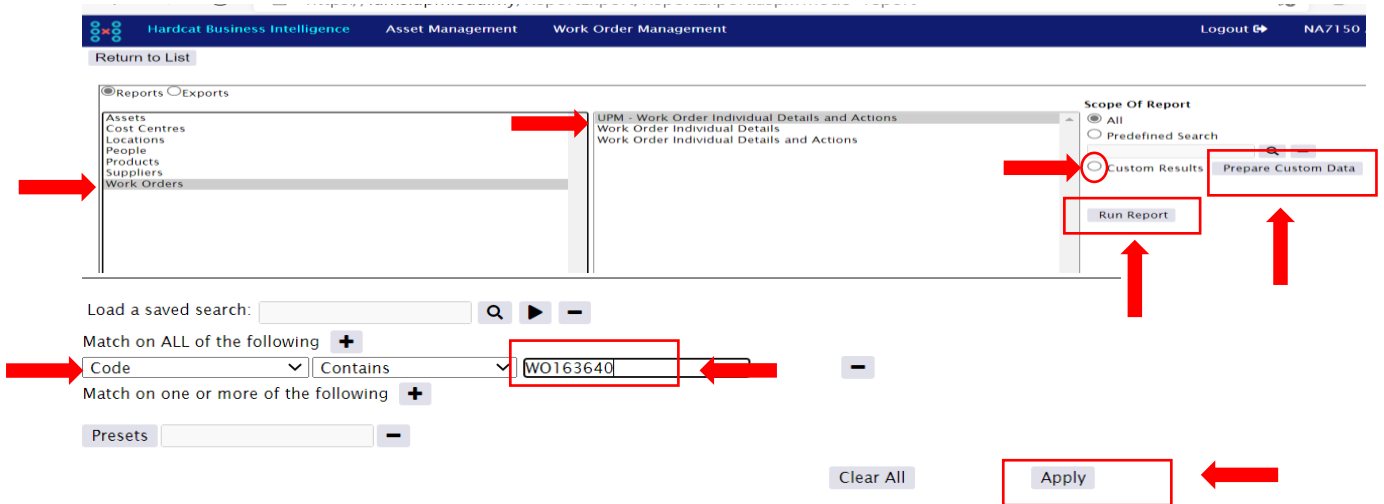 Hardcat Business Intelligence Asset Management Work Order Management Logout NA7150
Return to List
Reports Exports
Assets
Cost Centres
Locations
People
Products
Suppliers
Work Orders
UPM - Work Order Individual Details and Actions
Work Order Individual Details
Work Order Individual Details and Actions
Scope Of Report
All
Predefined Search
Custom Results Prepare Custom Data
Run Report
Load a saved search:
Match on ALL of the following
Code Contains WO163640
Match on one or more of the following
Presets
Clear All Apply